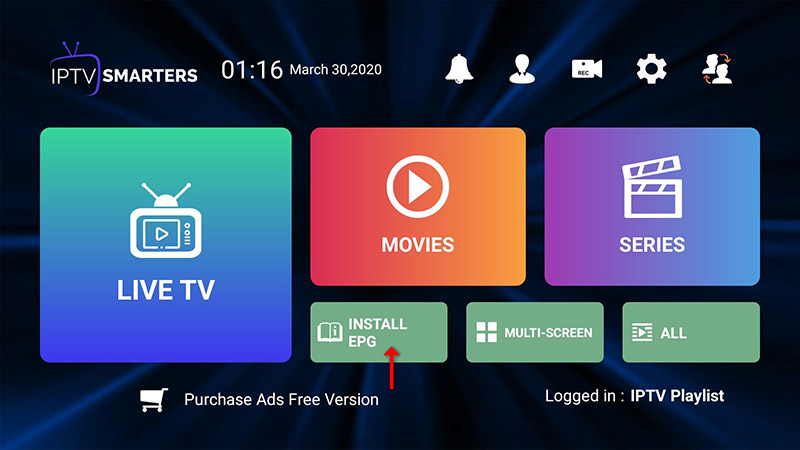 IPTV SMARTERS
01:16 March 30,2020
REC
LIVE TV
MOVIES
SERIES
INSTALL
EPG
MULTI-SCREEN
ALL
Purchase Ads Free Version
Logged in : IPTV Playlist